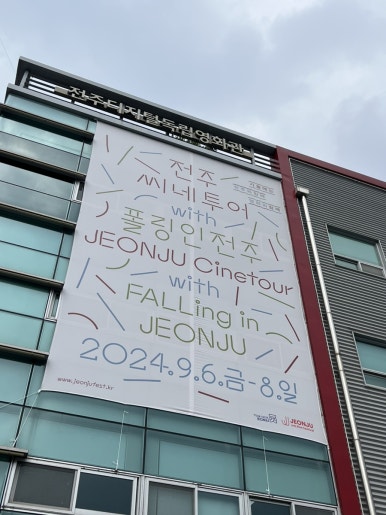 전주디지털독립영화관
전주
씨네투어
with
폴링인전주
JEONJU Cinetour
with
FALLing in
JEONJU
2024.9.6.금-8.일
www.jeonjufest.kr
JEONJU